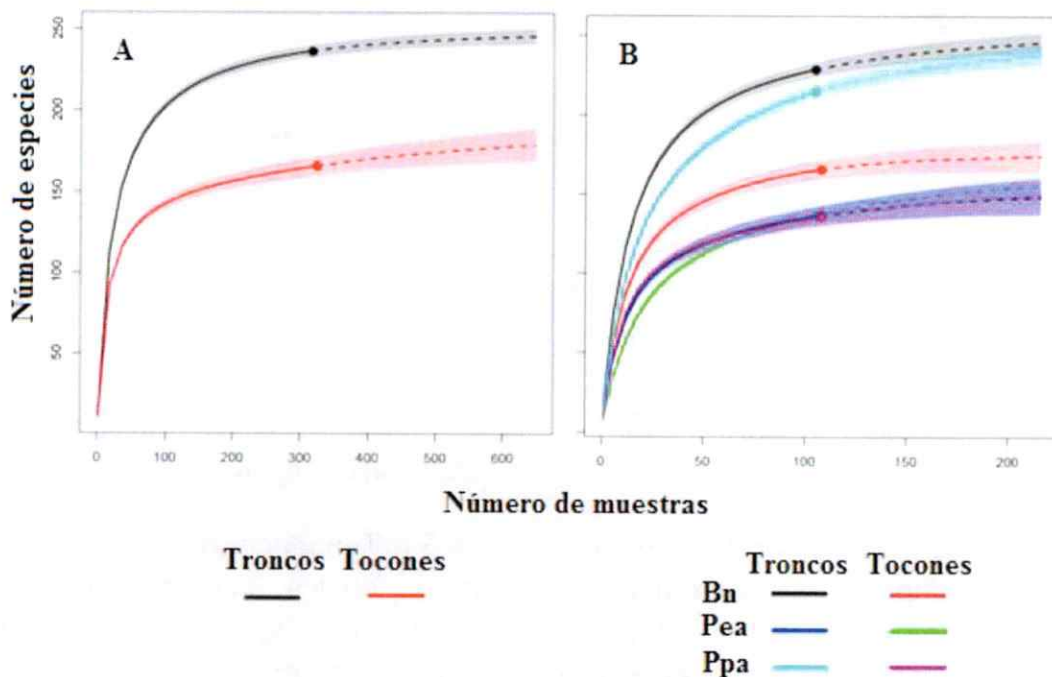 A
B
Número de especies
250
200
150
100
50
0
100
200
300
400
500
600
0
50
100
150
200
Número de muestras
Troncos Tocones
Troncos Tocones
Bn
Pea
Ppa